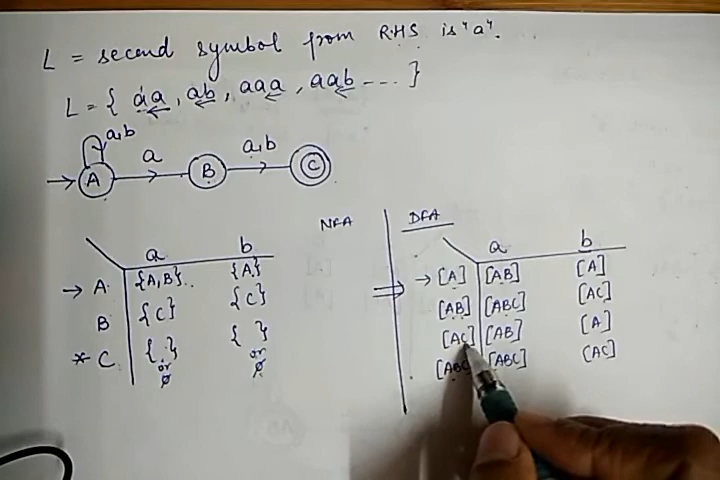 L = second symbol from RHS is "a".
L = { aa, ab, aaa, aab ---- }
a,b
a
a,b
A
B
C
NFA
DFA
a b
→ A {A,B} {A}
B {C} {C}
* C { } { }
or or
ϕ ϕ
a b
→ [A] [AB] [A]
[AB] [ABC] [AC]
[AC] [AB] [A]
[ABC] [ABC] [AC]